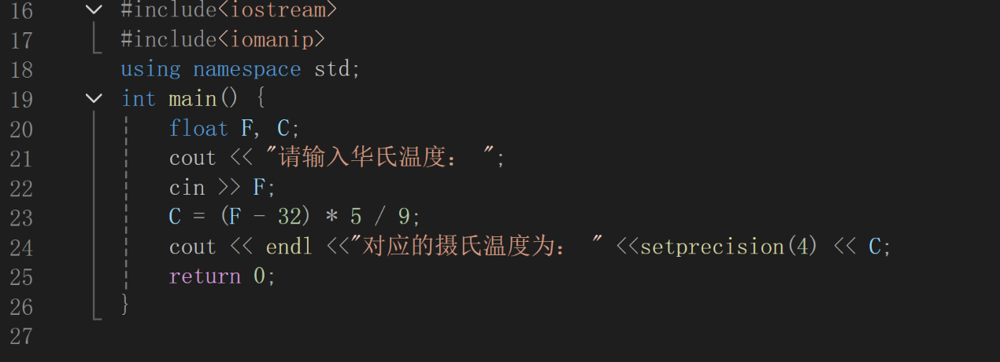 16 #include<iostream>
17 #include<iomanip>
18 using namespace std;
19 int main() {
20 float F, C;
21 cout << "请输入华氏温度： ";
22 cin >> F;
23 C = (F - 32) * 5 / 9;
24 cout << endl <<"对应的摄氏温度为： " <<setprecision(4) << C;
25 return 0;
26 }
27